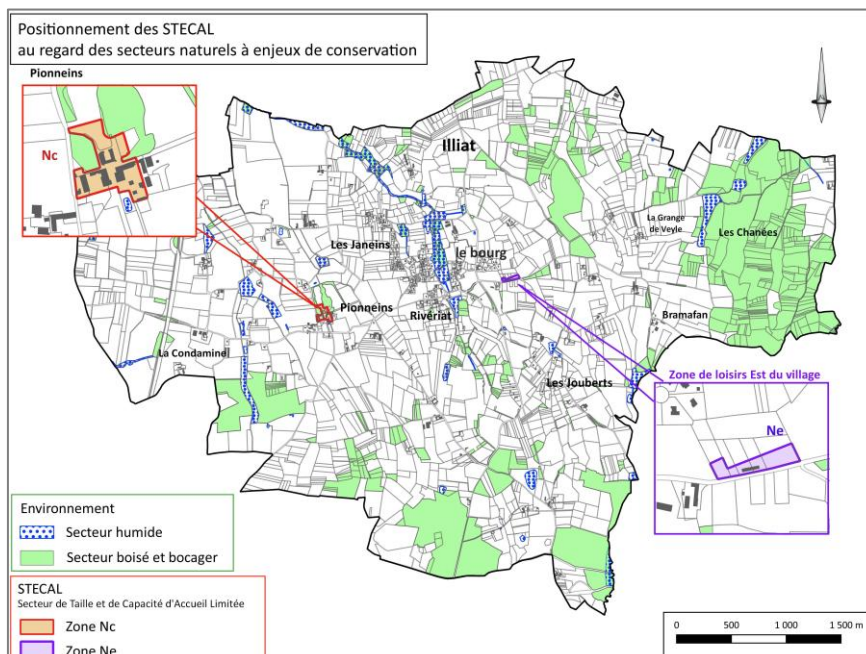 Positionnement des STECAL
au regard des secteurs naturels à enjeux de conservation
Pionneins
Nc
Illiat
La Grange
de Veyle
Les Chanées
Les Janeins
le bourg
Pionneins
Rivériat
Bramafan
La Condamine
Les Jouberts
Zone de loisirs Est du village
Ne
Environnement
Secteur humide
Secteur boisé et bocager
STECAL
Secteur de Taille et de Capacité d'Accueil Limitée
Zone Nc
Zone Ne
0 500 1 000 1 500 m